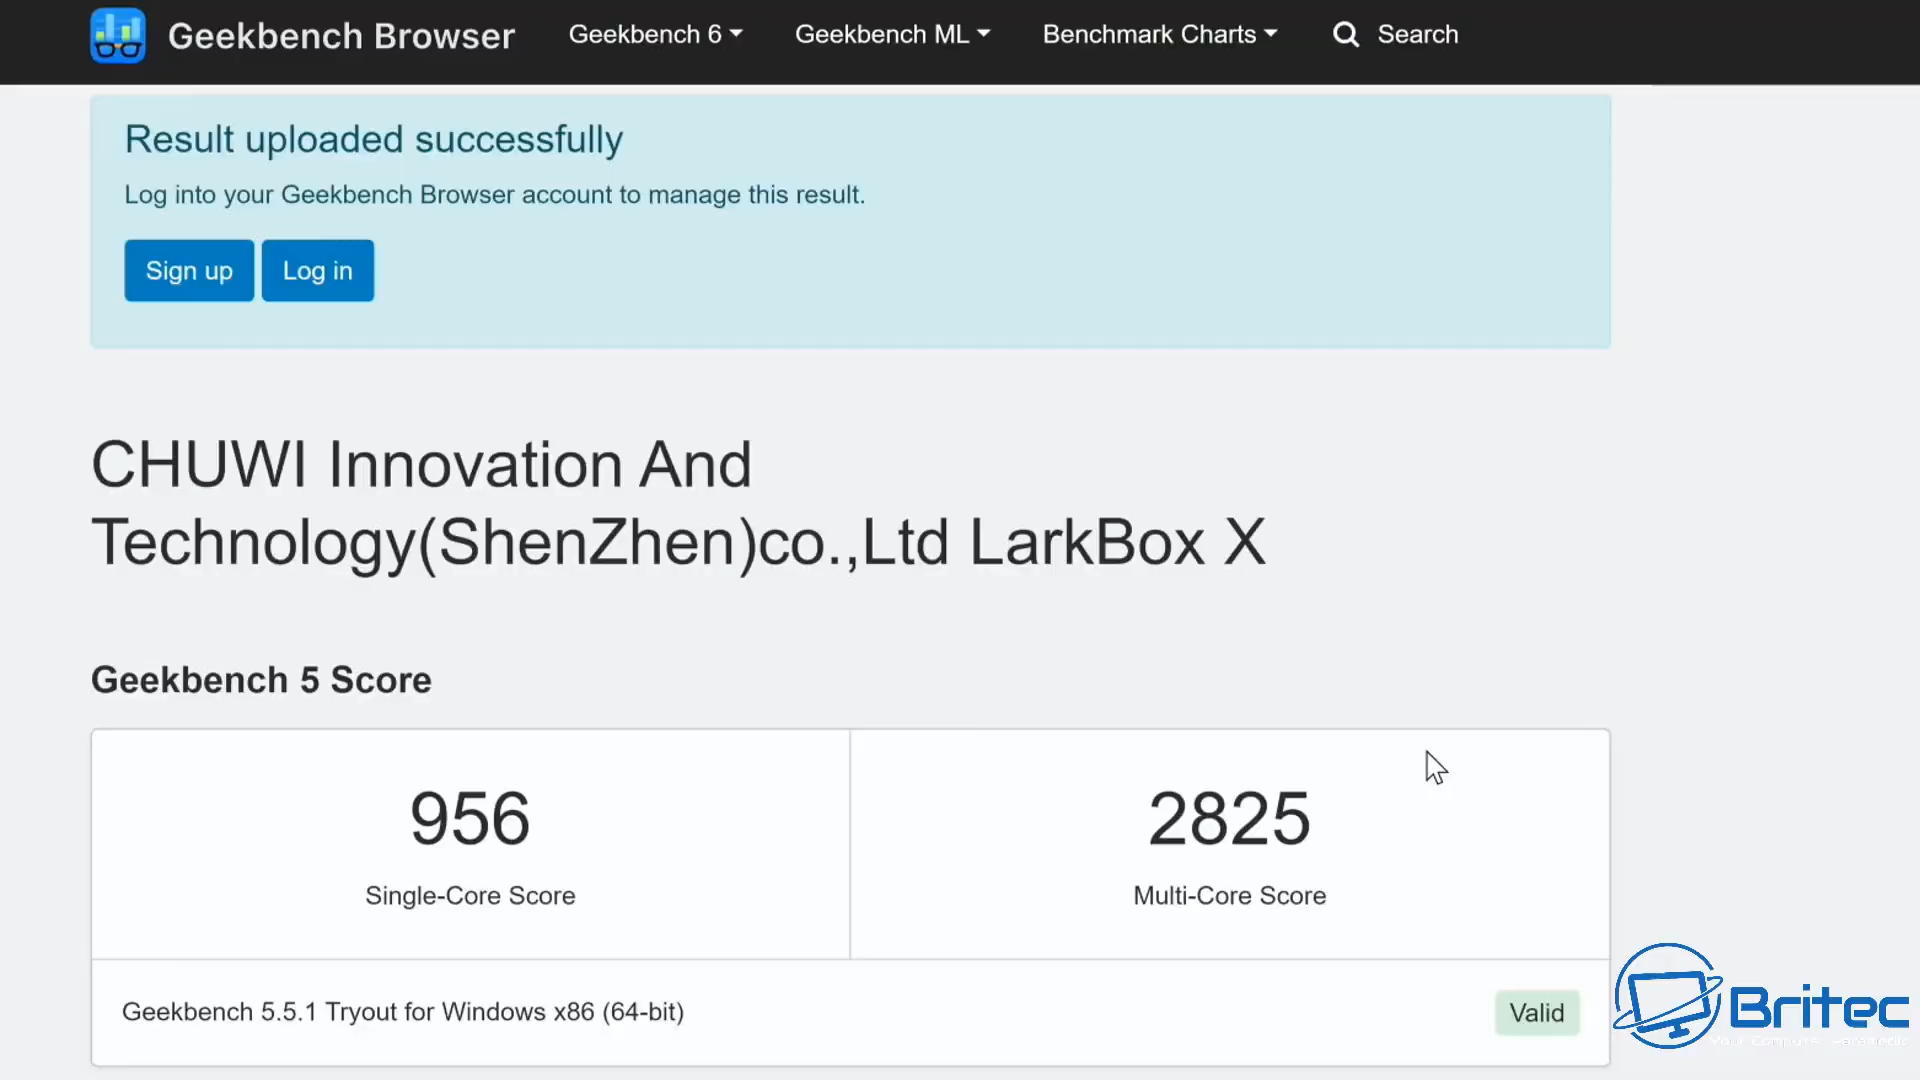 Geekbench Browser Geekbench 6 Geekbench ML Benchmark Charts Search
Result uploaded successfully
Log into your Geekbench Browser account to manage this result.
Sign up Log in
CHUWI Innovation And
Technology(ShenZhen)co.,Ltd LarkBox X
Geekbench 5 Score
956 2825
Single-Core Score Multi-Core Score
Geekbench 5.5.1 Tryout for Windows x86 (64-bit) Valid
Britec